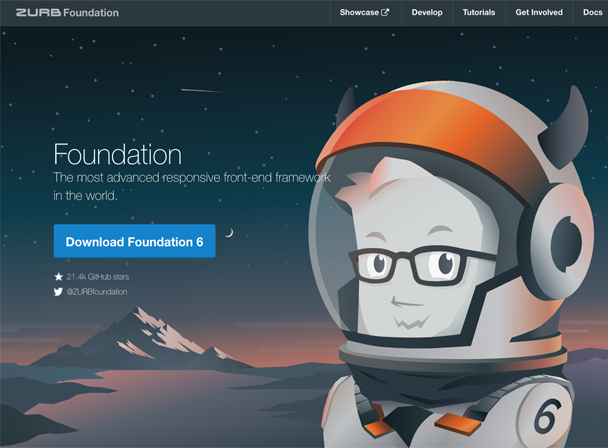 ZURB Foundation
Showcase
Develop
Tutorials
Get Involved
Docs
Foundation
The most advanced responsive front-end framework
in the world.
Download Foundation 6
21.4k GitHub stars
@ZURBfoundation
6